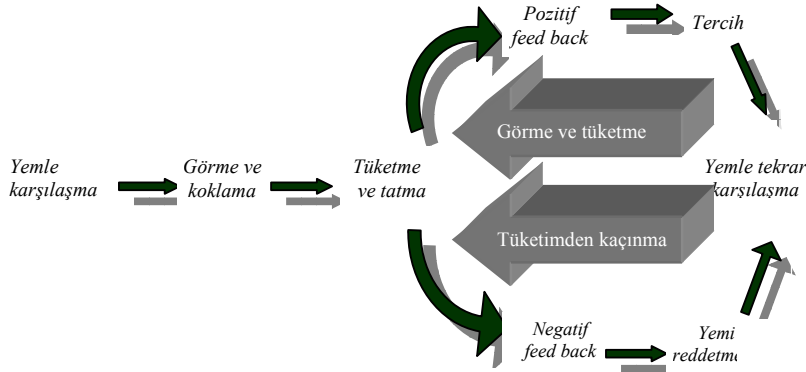 Pozitif
feed back
Tercih
Görme ve tüketme
Yemle
karşılaşma
Görme ve
koklama
Tüketme
ve tatma
Yemle tekrar
karşılaşma
Tüketimden kaçınma
Negatif
feed back
Yemi
reddetme